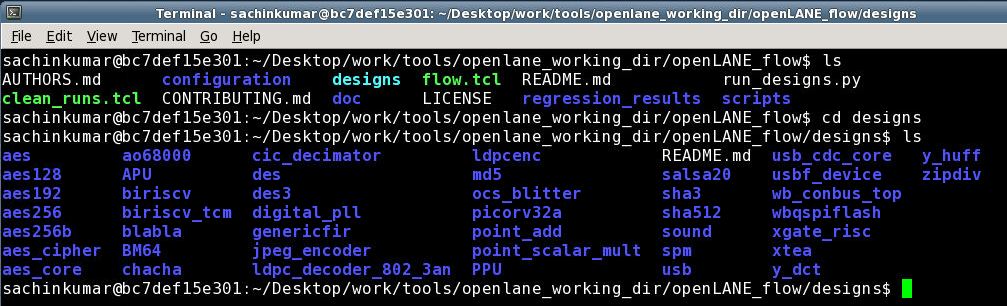 Terminal - sachinkumar@bc7def15e301: ~/Desktop/work/tools/openlane_working_dir/openLANE_flow/designs
File Edit View Terminal Go Help
sachinkumar@bc7def15e301:~/Desktop/work/tools/openlane_working_dir/openLANE_flow$ ls
AUTHORS.md configuration designs flow.tcl README.md run_designs.py
clean_runs.tcl CONTRIBUTING.md doc LICENSE regression_results scripts
sachinkumar@bc7def15e301:~/Desktop/work/tools/openlane_working_dir/openLANE_flow$ cd designs
sachinkumar@bc7def15e301:~/Desktop/work/tools/openlane_working_dir/openLANE_flow/designs$ ls
aes ao68000 cic_decimator ldpcenc README.md usb_cdc_core y_huff
aes128 APU des md5 salsa20 usbf_device zipdiv
aes192 biriscv des3 ocs_blitter sha3 wb_conbus_top
aes256 biriscv_tcm digital_pll picorv32a sha512 wbqspiflash
aes256b blabla genericfir point_add sound xgate_risc
aes_cipher BM64 jpeg_encoder point_scalar_mult spm xtea
aes_core chacha ldpc_decoder_802_3an PPU usb y_dct
sachinkumar@bc7def15e301:~/Desktop/work/tools/openlane_working_dir/openLANE_flow/designs$